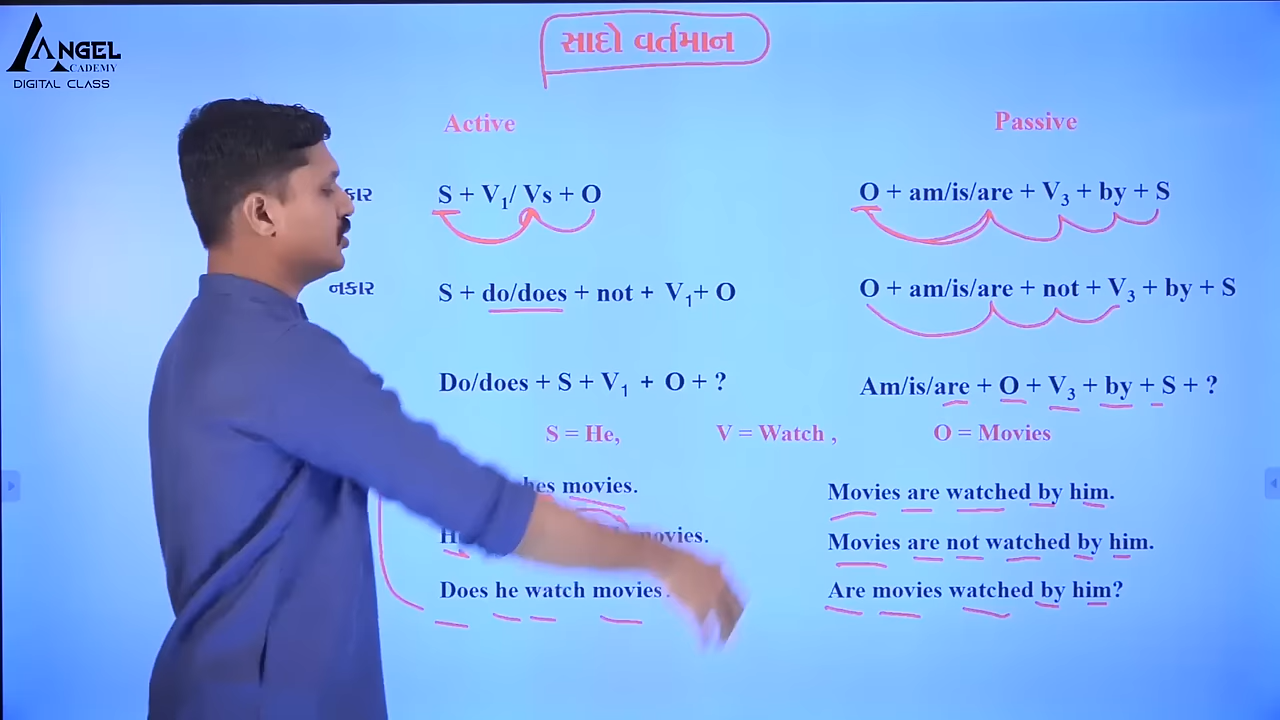 ANGEL
ACADEMY
DIGITAL CLASS
સાદો વર્તમાન
Active Passive
S + V₁/ Vs + O O + am/is/are + V₃ + by + S
નકાર S + do/does + not + V₁+ O O + am/is/are + not + V₃ + by + S
Do/does + S + V₁ + O + ? Am/is/are + O + V₃ + by + S + ?
S = He, V = Watch , O = Movies
movies. Movies are watched by him.
movies. Movies are not watched by him.
Does he watch movies Are movies watched by him?